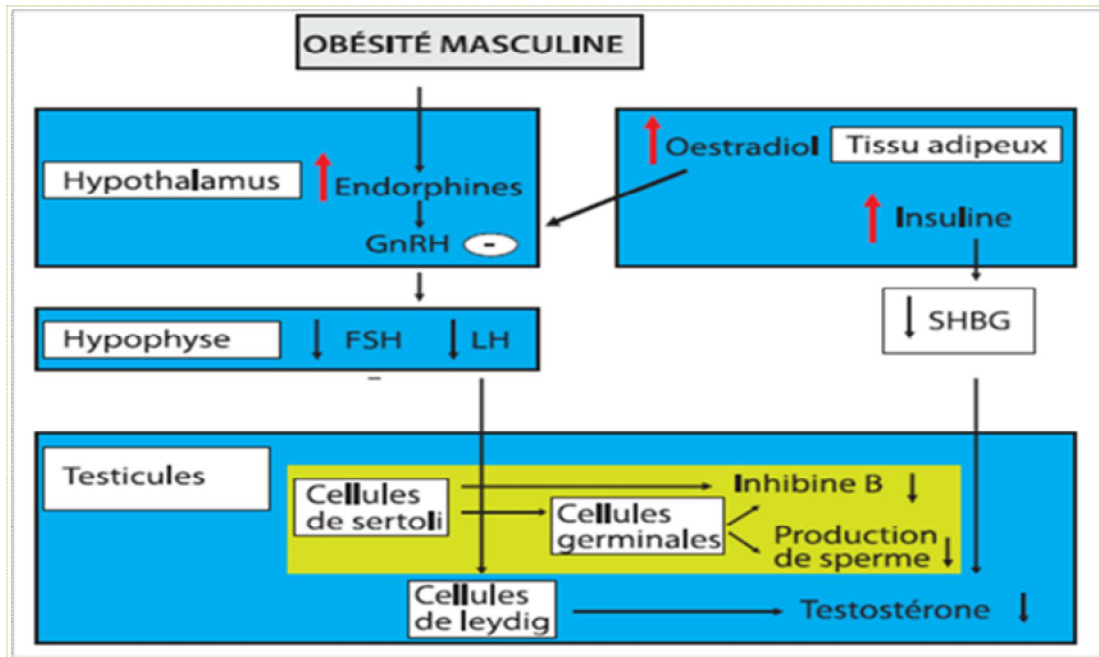 OBÉSITÉ MASCULINE
Hypothalamus
Endorphines
GnRH -
Oestradiol
Tissu adipeux
Insuline
SHBG
Hypophyse
FSH
LH
Testicules
Cellules
de sertoli
Cellules
germinales
Inhibine B
Production
de sperme
Cellules
de leydig
Testostérone